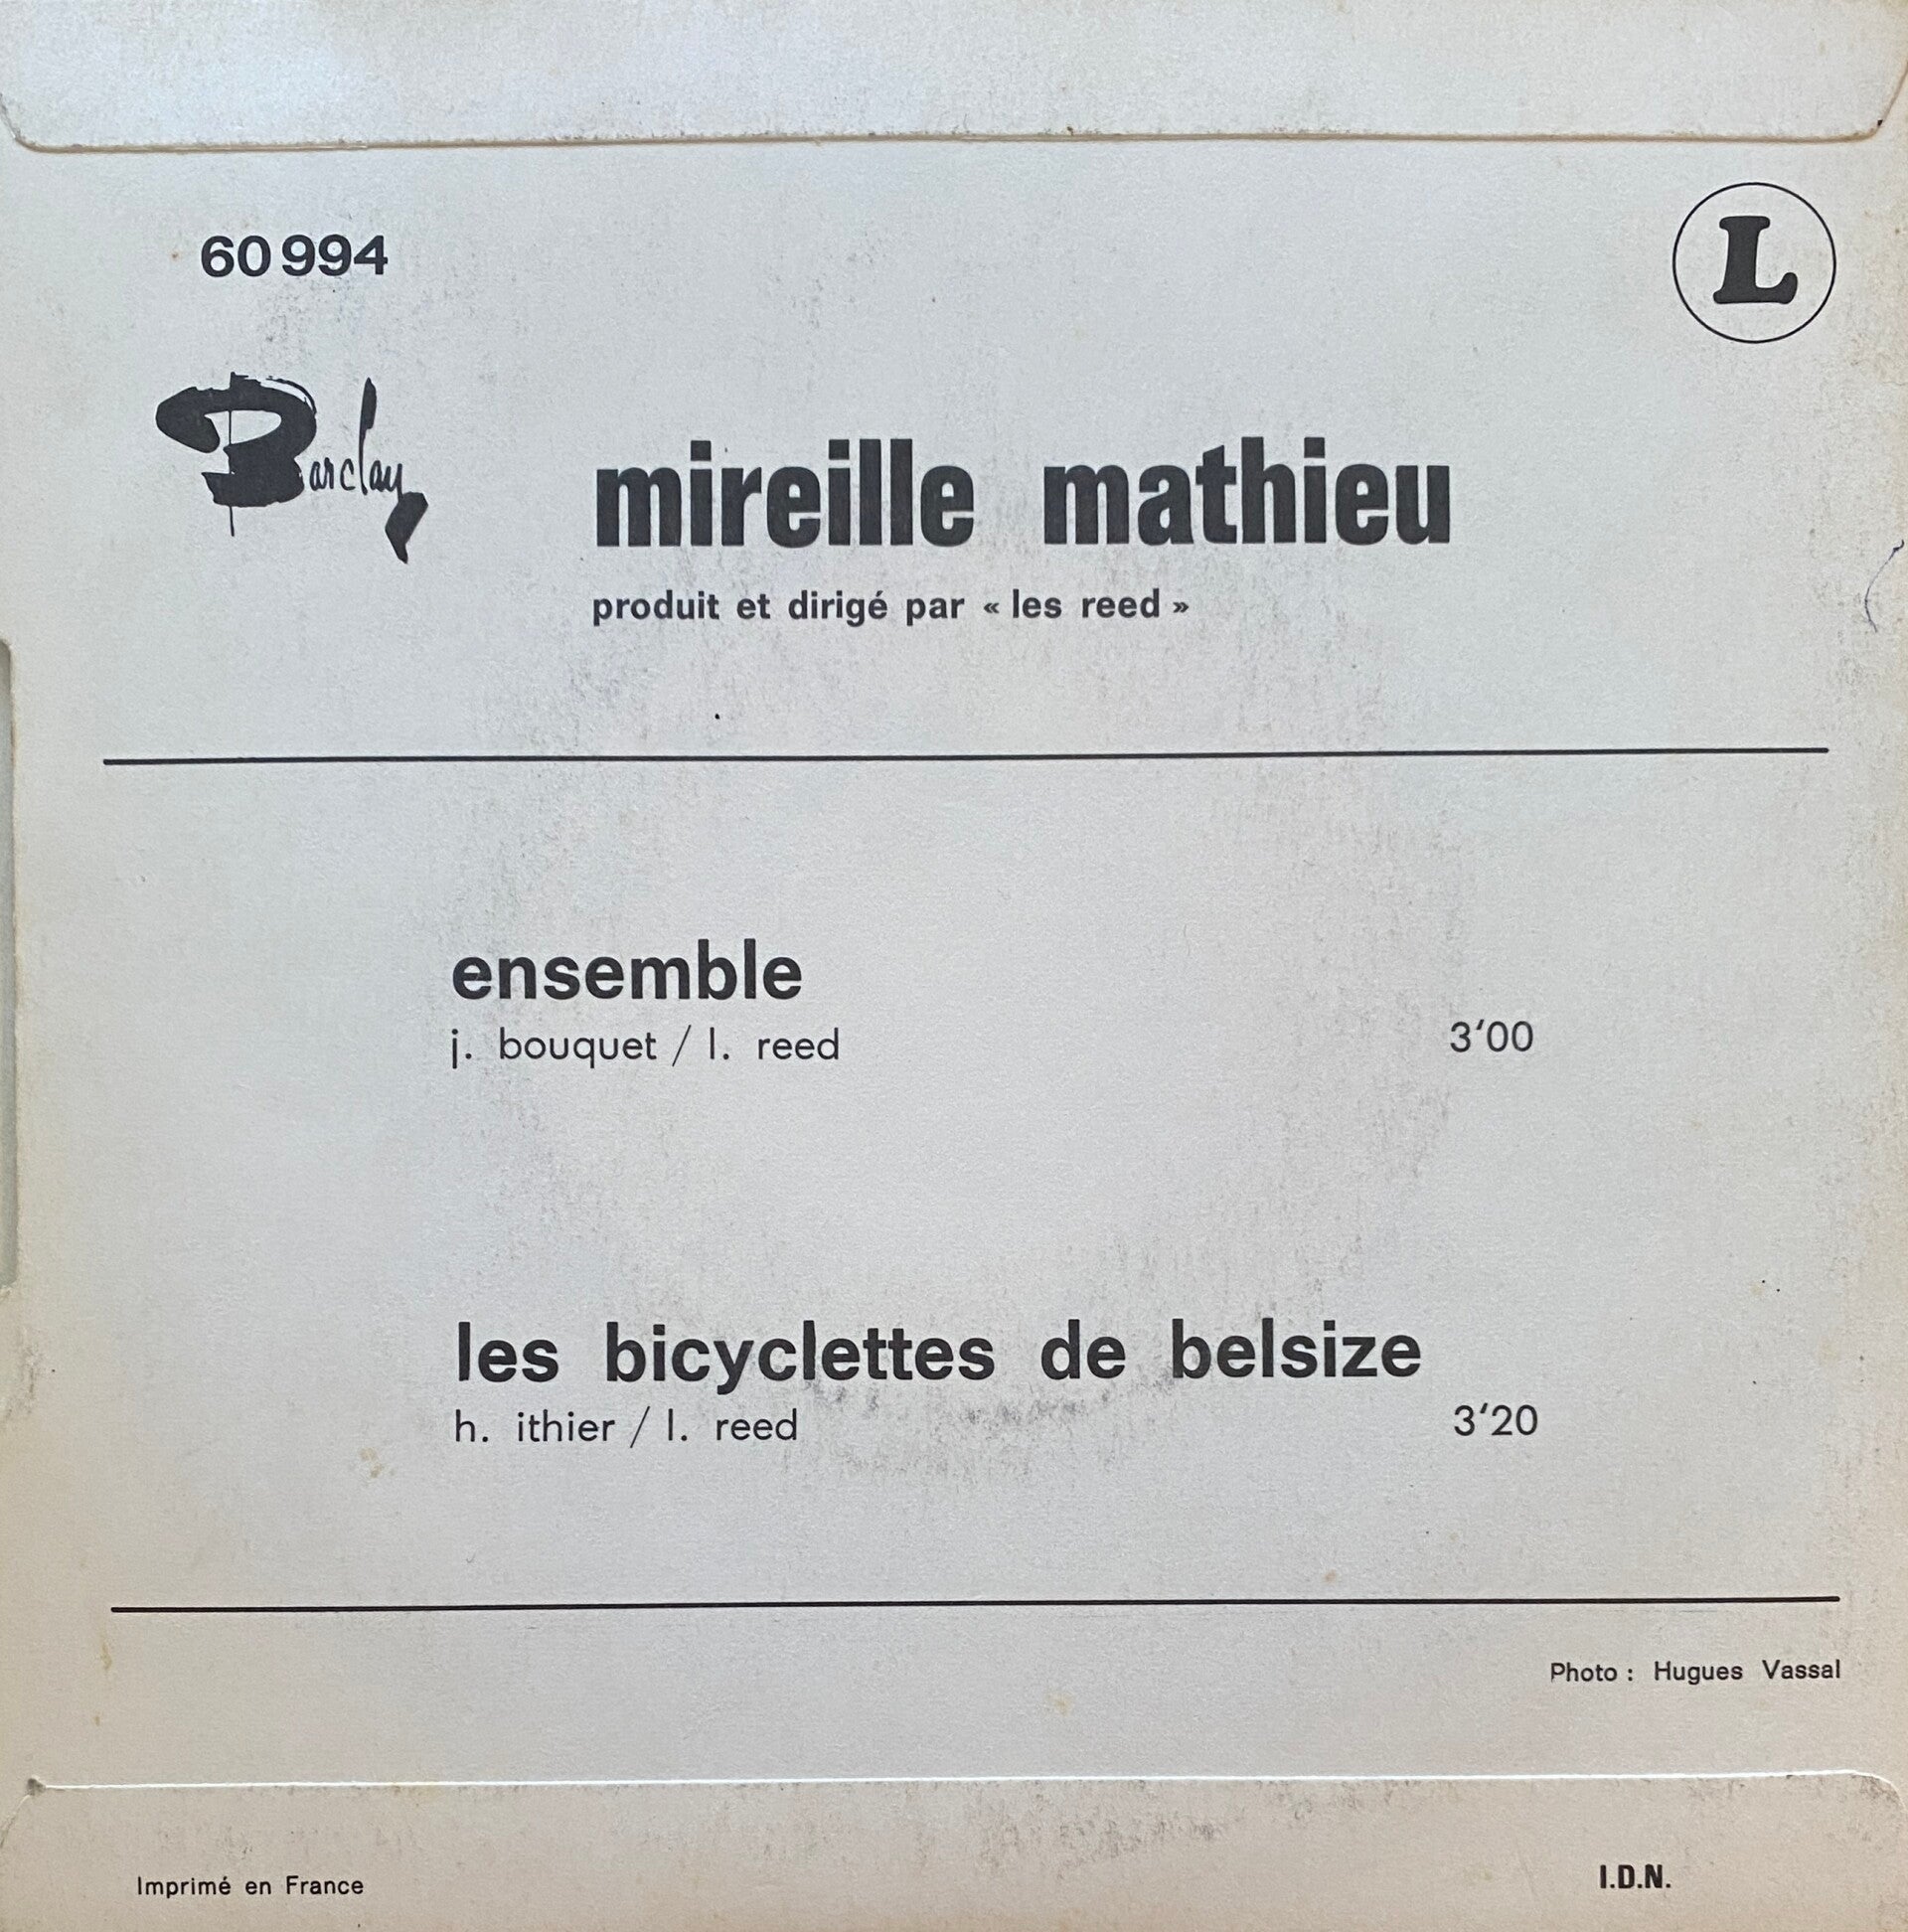 60 994
L
Barclay
mireille mathieu
produit et dirigé par « les reed »
ensemble
j. bouquet / l. reed 3‘00
les bicyclettes de belsize
h. ithier / l. reed 3‘20
Photo : Hugues Vassal
Imprimé en France I.D.N.